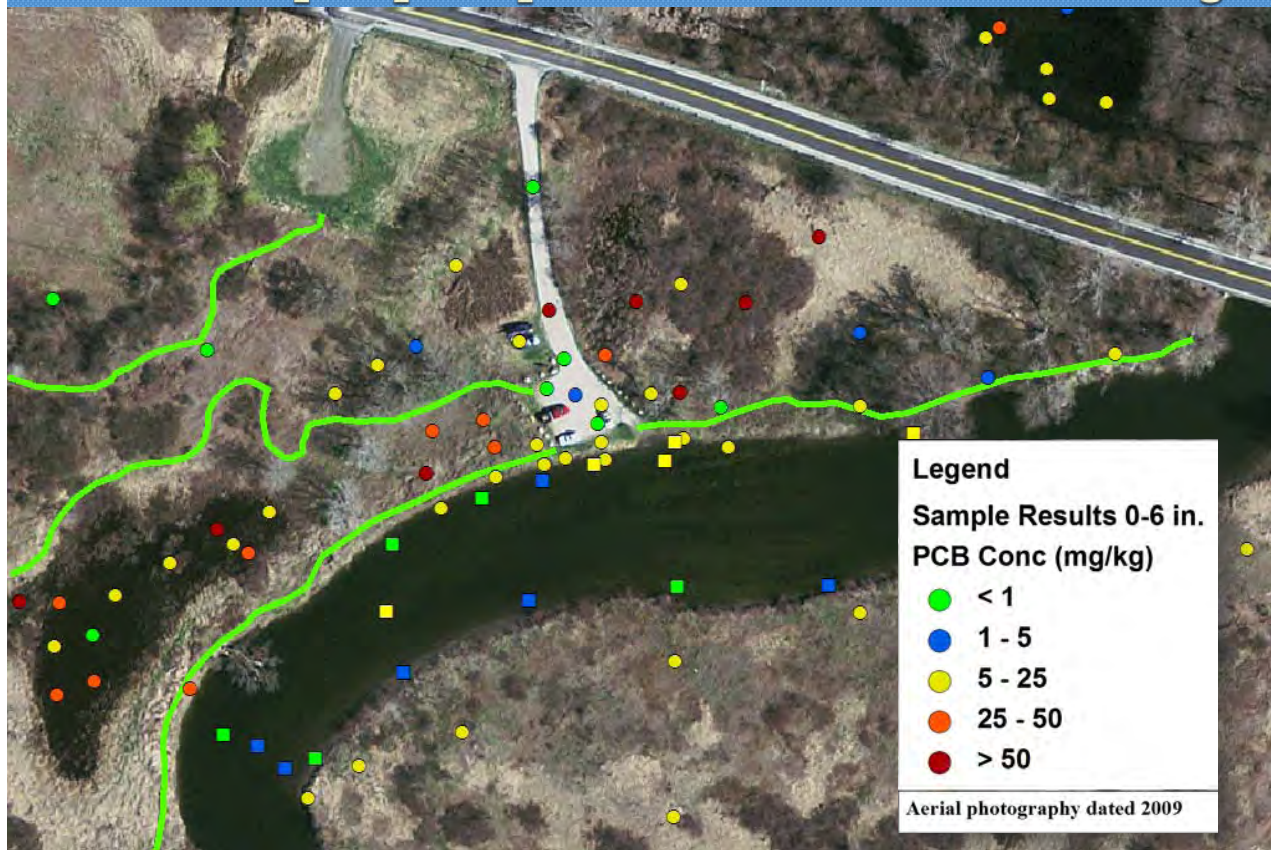 Legend
Sample Results 0-6 in.
PCB Conc (mg/kg)
< 1
1 - 5
5 - 25
25 - 50
> 50
Aerial photography dated 2009